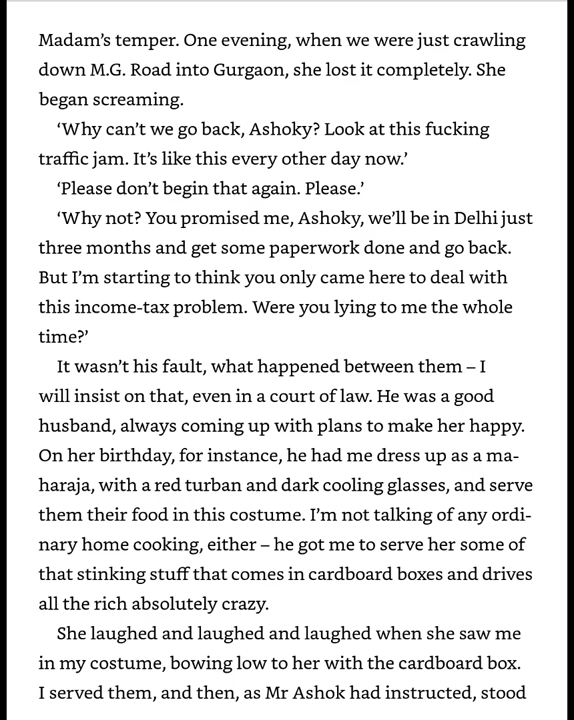 Madam’s temper. One evening, when we were just crawling
down M.G. Road into Gurgaon, she lost it completely. She
began screaming.
‘Why can’t we go back, Ashoky? Look at this fucking
traffic jam. It’s like this every other day now.’
‘Please don’t begin that again. Please.’
‘Why not? You promised me, Ashoky, we’ll be in Delhi just
three months and get some paperwork done and go back.
But I’m starting to think you only came here to deal with
this income-tax problem. Were you lying to me the whole
time?’
It wasn’t his fault, what happened between them – I
will insist on that, even in a court of law. He was a good
husband, always coming up with plans to make her happy.
On her birthday, for instance, he had me dress up as a ma-
haraja, with a red turban and dark cooling glasses, and serve
them their food in this costume. I’m not talking of any ordi-
nary home cooking, either – he got me to serve her some of
that stinking stuff that comes in cardboard boxes and drives
all the rich absolutely crazy.
She laughed and laughed and laughed when she saw me
in my costume, bowing low to her with the cardboard box.
I served them, and then, as Mr Ashok had instructed, stood